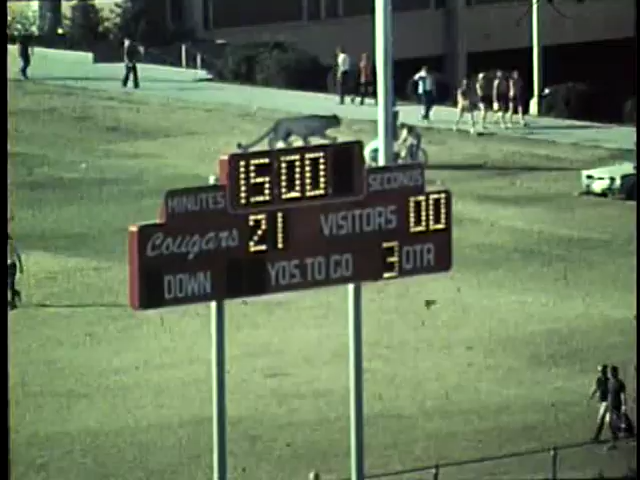 15:00
MINUTES SECONDS
Cougars 21 VISITORS 00
DOWN YDS. TO GO 3 QTR